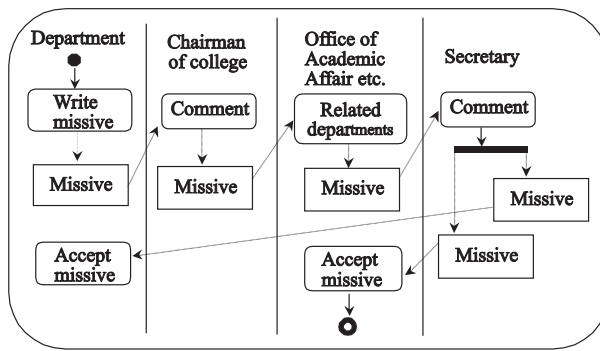 Department
Chairman
of college
Office of
Academic
Affair etc.
Secretary
Write
missive
Comment
Related
departments
Comment
Missive
Missive
Missive
Missive
Accept
missive
Accept
missive
Missive